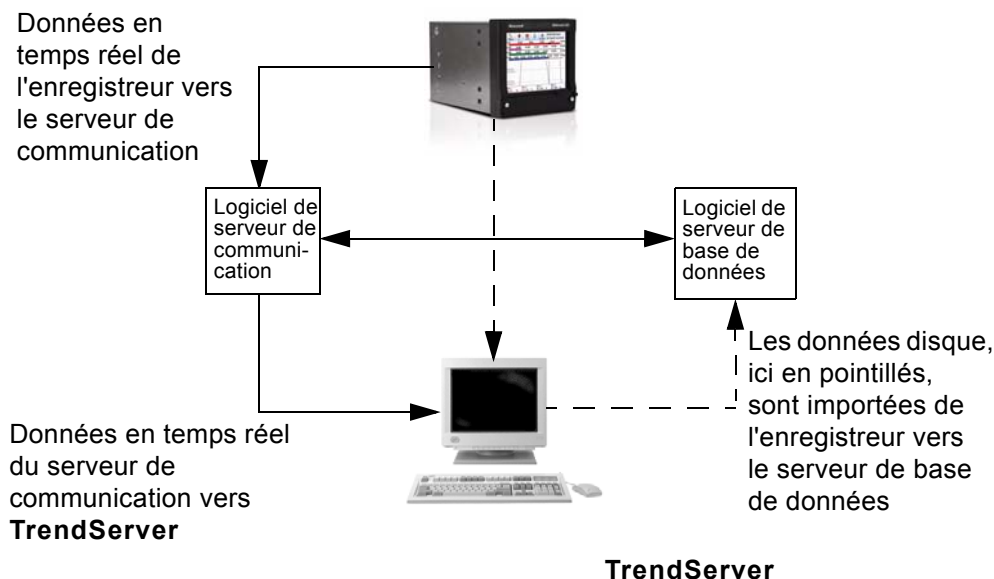 Données en
temps réel de
l'enregistreur vers
le serveur de
communication
Logiciel de
serveur de
communi-
cation
Logiciel de
serveur de
base de
données
Les données disque,
ici en pointillés,
sont importées de
l'enregistreur vers
le serveur de base
de données
Données en temps réel
du serveur de
communication vers
TrendServer
TrendServer